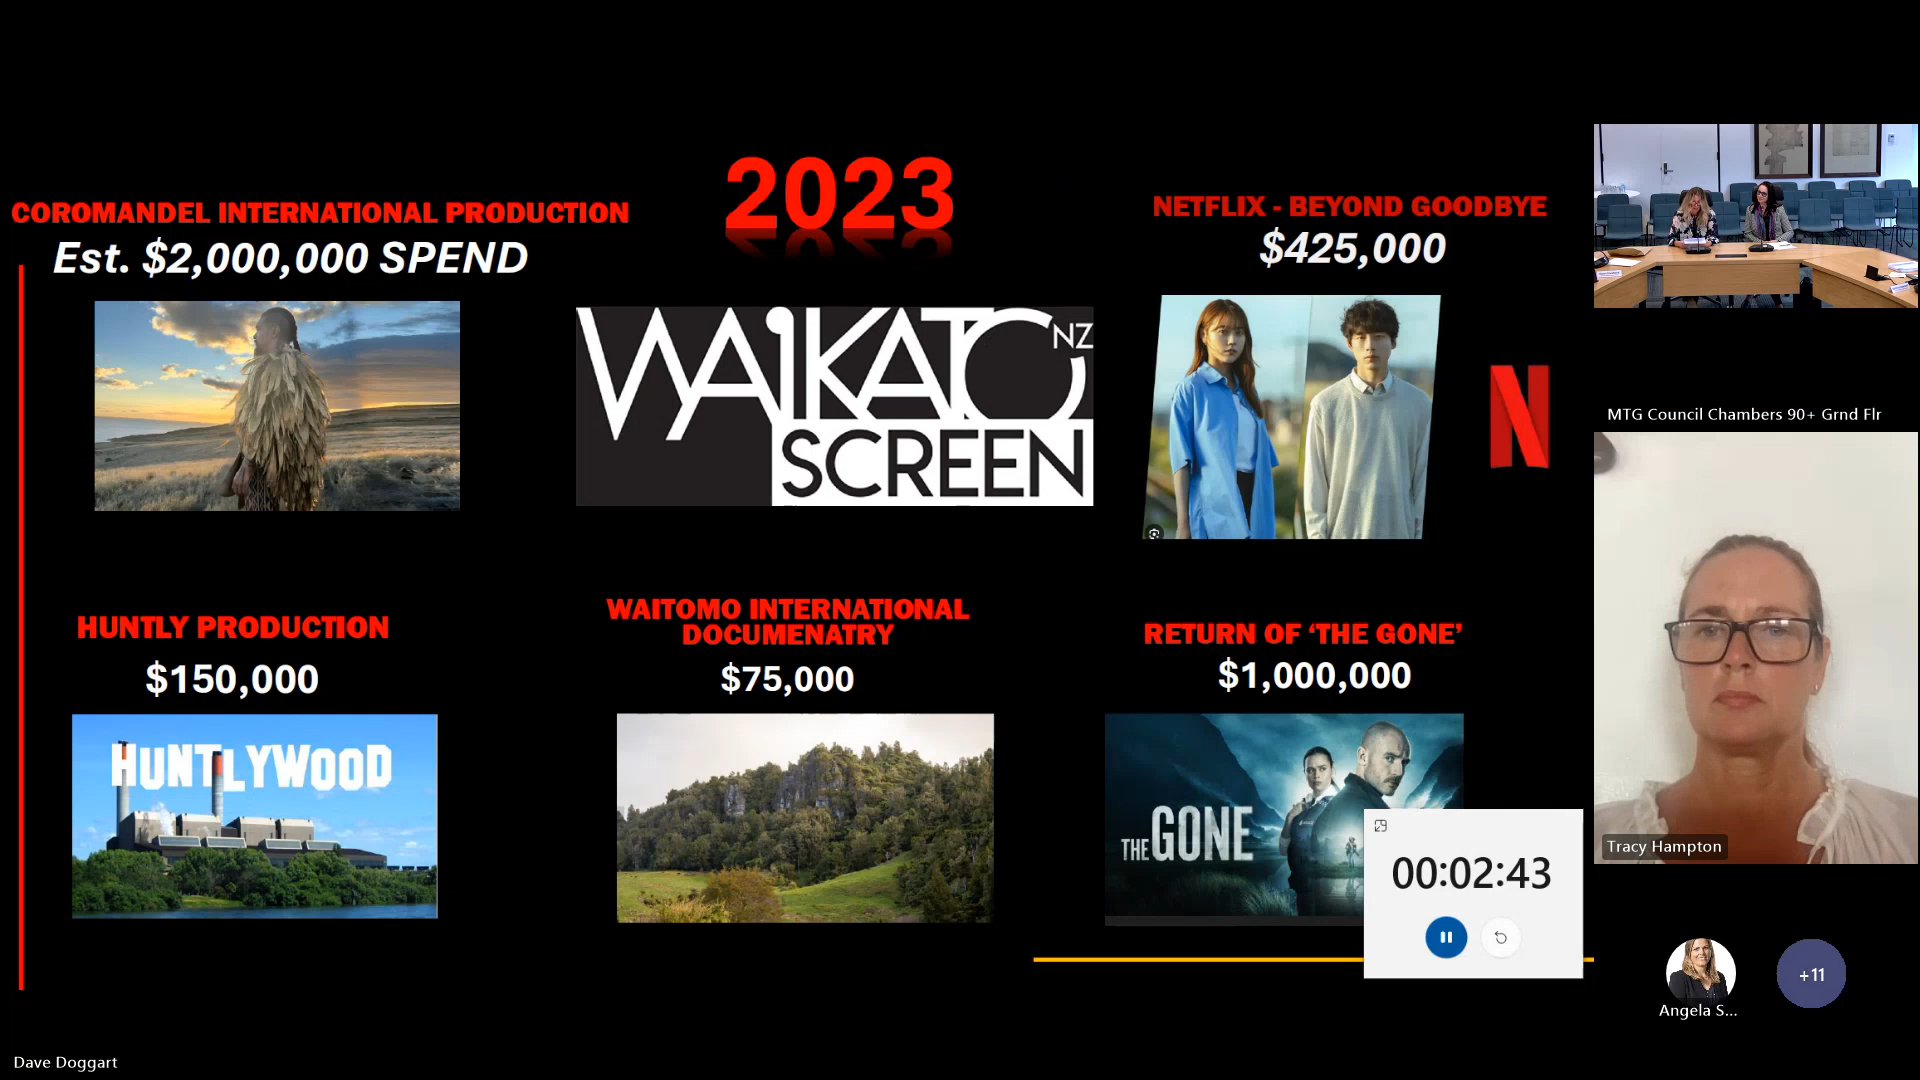 2023
COROMANDEL INTERNATIONAL PRODUCTION
Est. $2,000,000 SPEND
NETFLIX - BEYOND GOODBYE
$425,000
WAIKATO NZ
SCREEN
N
HUNTLY PRODUCTION
$150,000
HUNTLYWOOD
WAITOMO INTERNATIONAL
DOCUMENATRY
$75,000
RETURN OF ‘THE GONE’
$1,000,000
THE GONE
00:02:43
MTG Council Chambers 90+ Grnd Flr
Tracy Hampton
Angela S...
+11
Dave Doggart